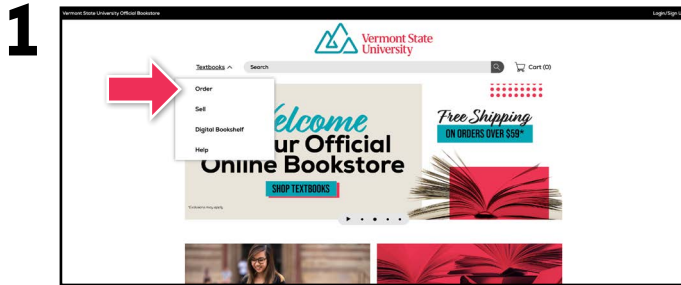 1
Vermont State University Official Bookstore
Login/Sign U
Vermont State
University
Textbooks
Search
Cart (0)
Order
Sell
Digital Bookshelf
Help
elcome
ur Official
Online Bookstore
SHOP TEXTBOOKS
Free Shipping
ON ORDERS OVER $59*